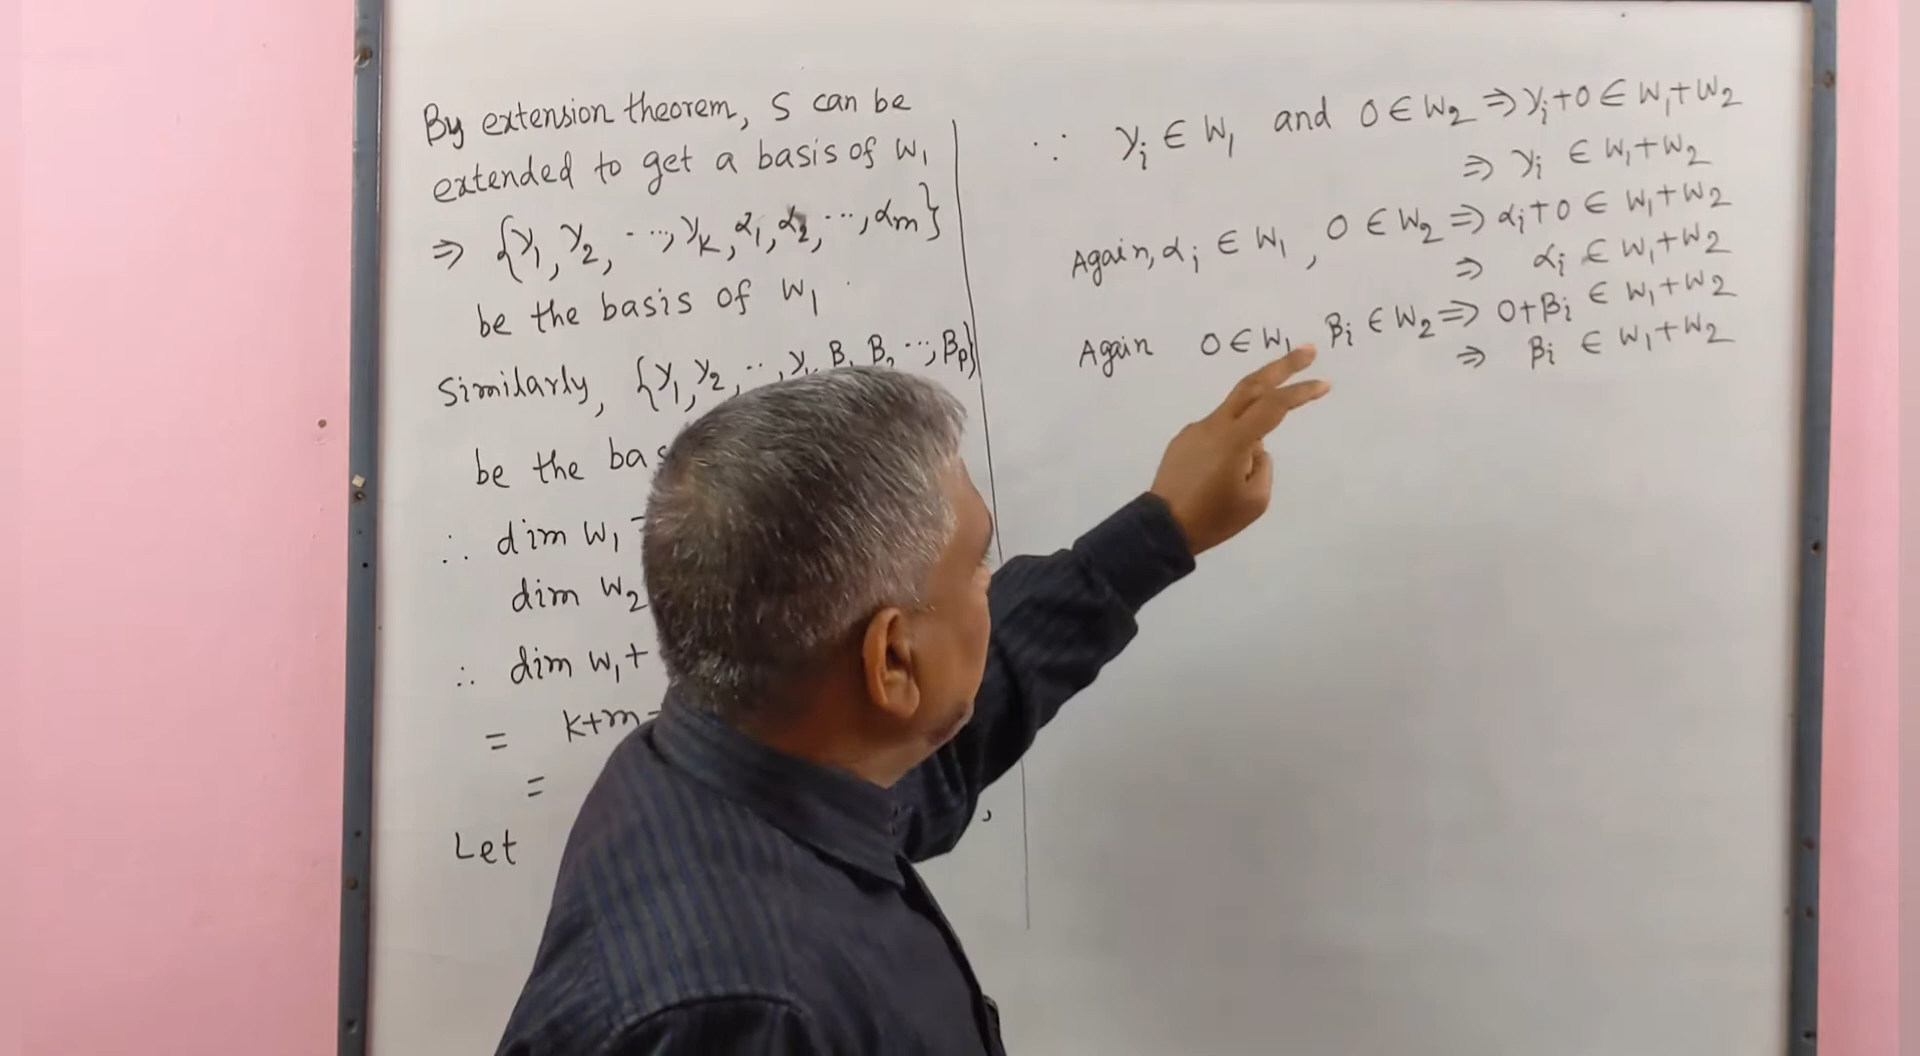 By extension theorem, S can be
extended to get a basis of W₁
⇒ {γ₁, γ₂, ..., γₖ, α₁, α₂, ..., αₘ}
be the basis of W₁
Similarly, {γ₁, γ₂, ..., β₁, β₂, ..., βₚ}
be the
∴ dim W₁
dim W₂
∴ dim W₁+
= k+m
=
Let
∵ γᵢ ∈ W₁ and 0 ∈ W₂ ⇒ γᵢ+0 ∈ W₁+W₂
⇒ γᵢ ∈ W₁+W₂
Again, αᵢ ∈ W₁, 0 ∈ W₂ ⇒ αᵢ+0 ∈ W₁+W₂
⇒ αᵢ ∈ W₁+W₂
Again 0 ∈ W₁ βᵢ ∈ W₂ ⇒ 0+βᵢ ∈ W₁+W₂
⇒ βᵢ ∈ W₁+W₂